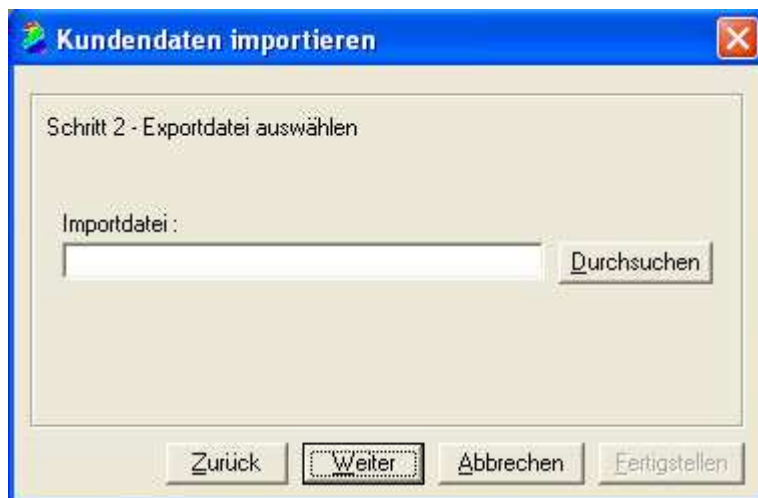 Kundendaten importieren
Schritt 2 - Exportdatei auswählen
Importdatei :
Durchsuchen
Zurück Weiter Abbrechen Fertigstellen